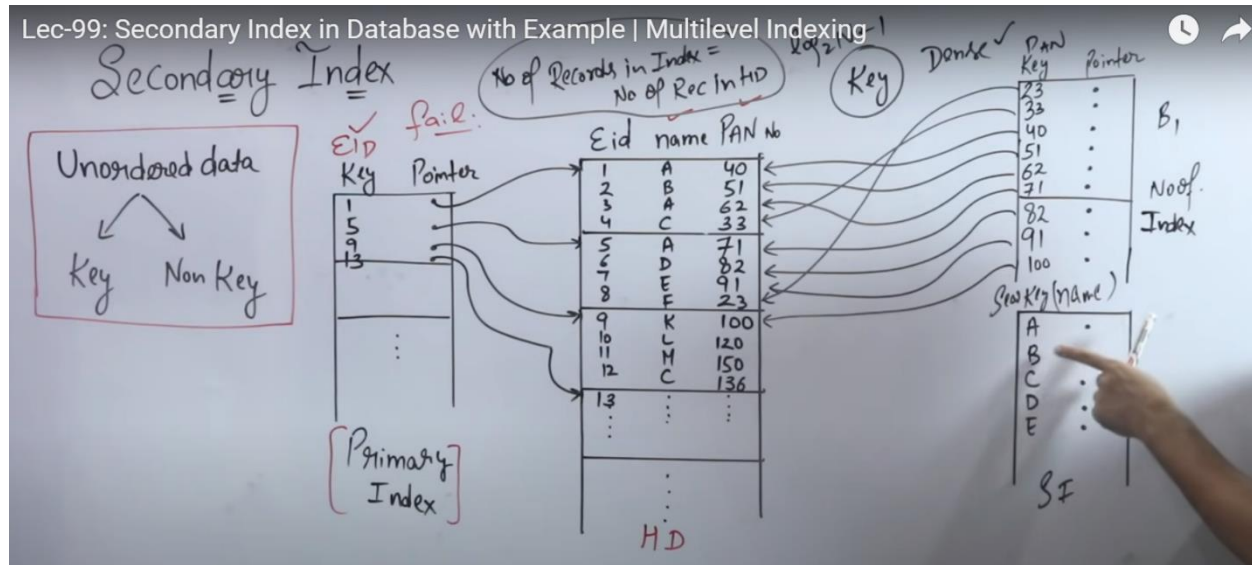 Lec-99: Secondary Index in Database with Example | Multilevel Indexing
Secondary Index
No of Records in Index =
No of Rec In HD
Key
Dense ✓
Unordered data
Key Non Key
EID
fail.
Key Pointer
1
5
9
13
Primary
Index
Eid name PAN No
1 A 40
2 B 51
3 A 62
4 C 33
5 A 71
6 D 82
7 E 91
8 F 23
9 K 100
10 L 120
11 M 150
12 C 136
13
HD
PAN
Key Pointer
23
33
40
51
62
71
82
91
100
B1
No of.
Index
Key (name)
A
B
C
D
E
SI